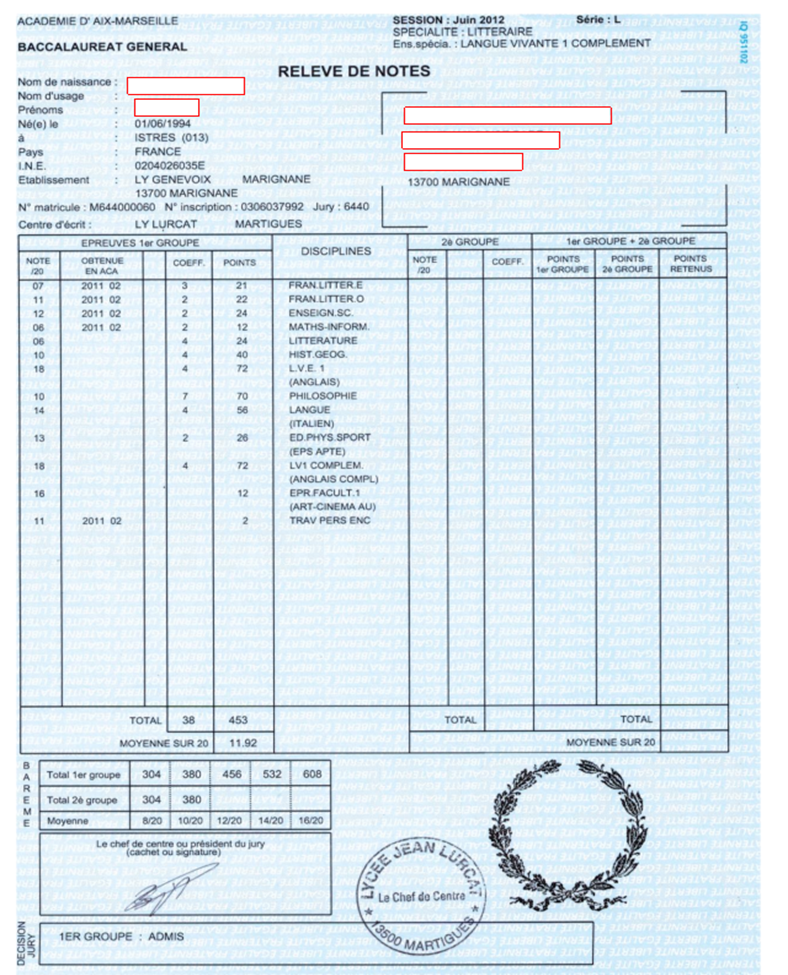 ACADEMIE D' AIX-MARSEILLE
BACCALAUREAT GENERAL
SESSION : Juin 2012 Série : L
SPECIALITE : LITTERAIRE
Ens.spécia. : LANGUE VIVANTE 1 COMPLEMENT
IO 951102
RELEVE DE NOTES
Nom de naissance :
Nom d'usage :
Prénoms :
Né(e) le : 01/06/1994
à : ISTRES (013)
Pays : FRANCE
I.N.E. : 0204026035E
Etablissement : LY GENEVOIX MARIGNANE
13700 MARIGNANE
13700 MARIGNANE
N° matricule : M644000060 N° inscription : 0306037992 Jury : 6440
Centre d'écrit : LY LURCAT MARTIGUES
EPREUVES 1er GROUPE DISCIPLINES 2è GROUPE 1er GROUPE + 2è GROUPE
NOTE /20 OBTENUE EN ACA COEFF. POINTS NOTE /20 COEFF. POINTS 1er GROUPE POINTS 2è GROUPE POINTS RETENUS
07 2011 02 3 21 FRAN.LITTER.E
11 2011 02 2 22 FRAN.LITTER.O
12 2011 02 2 24 ENSEIGN.SC.
06 2011 02 2 12 MATHS-INFORM.
06 4 24 LITTERATURE
10 4 40 HIST.GEOG.
18 4 72 L.V.E. 1
(ANGLAIS)
10 7 70 PHILOSOPHIE
14 4 56 LANGUE
(ITALIEN)
13 2 26 ED.PHYS.SPORT
(EPS APTE)
18 4 72 LV1 COMPLEM.
(ANGLAIS COMPL)
16 12 EPR.FACULT.1
(ART-CINEMA AU)
11 2011 02 2 TRAV PERS ENC
TOTAL 38 453 TOTAL TOTAL
MOYENNE SUR 20 11.92 MOYENNE SUR 20
BAREME
Total 1er groupe 304 380 456 532 608
Total 2è groupe 304 380
Moyenne 8/20 10/20 12/20 14/20 16/20
Le chef de centre ou président du jury
(cachet ou signature)
LYCEE JEAN LURCAT
Le Chef de Centre
* 13500 MARTIGUES *
DECISION JURY
1ER GROUPE : ADMIS